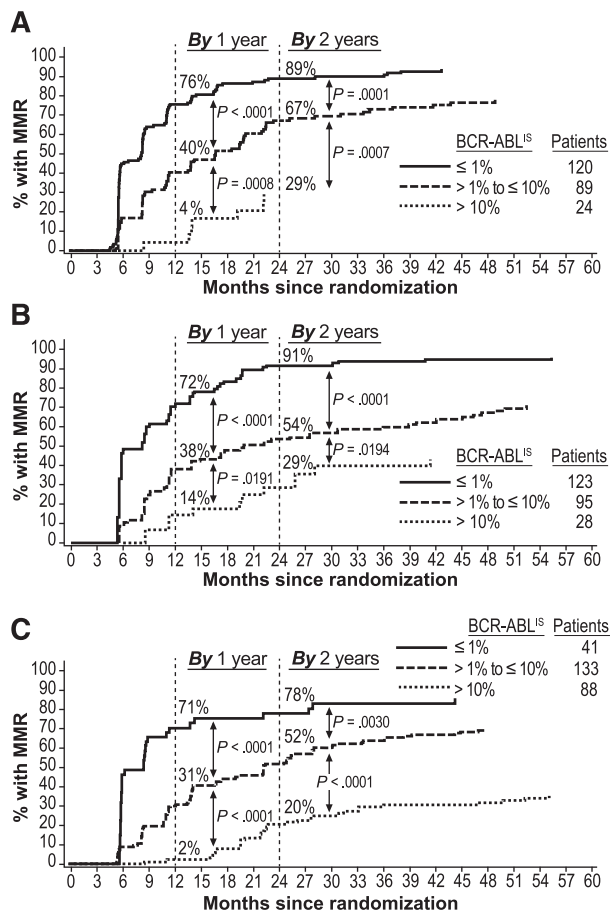 A
By 1 year
By 2 years
% with MMR
100
90
80
70
60
50
40
30
20
10
0
76%
89%
P < .0001
P = .0001
67%
40%
P = .0007
P = .0008
29%
4%
BCR-ABLIS Patients
≤ 1% 120
> 1% to ≤ 10% 89
> 10% 24
0 3 6 9 12 15 18 21 24 27 30 33 36 39 42 45 48 51 54 57 60
Months since randomization
B
By 1 year
By 2 years
% with MMR
100
90
80
70
60
50
40
30
20
10
0
72%
91%
P < .0001
P < .0001
54%
38%
P = .0194
P = .0191
29%
14%
BCR-ABLIS Patients
≤ 1% 123
> 1% to ≤ 10% 95
> 10% 28
0 3 6 9 12 15 18 21 24 27 30 33 36 39 42 45 48 51 54 57 60
Months since randomization
C
BCR-ABLIS Patients
≤ 1% 41
> 1% to ≤ 10% 133
> 10% 88
By 1 year
By 2 years
% with MMR
100
90
80
70
60
50
40
30
20
10
0
71%
78%
P < .0001
P = .0030
52%
31%
P < .0001
P < .0001
20%
2%
0 3 6 9 12 15 18 21 24 27 30 33 36 39 42 45 48 51 54 57 60
Months since randomization